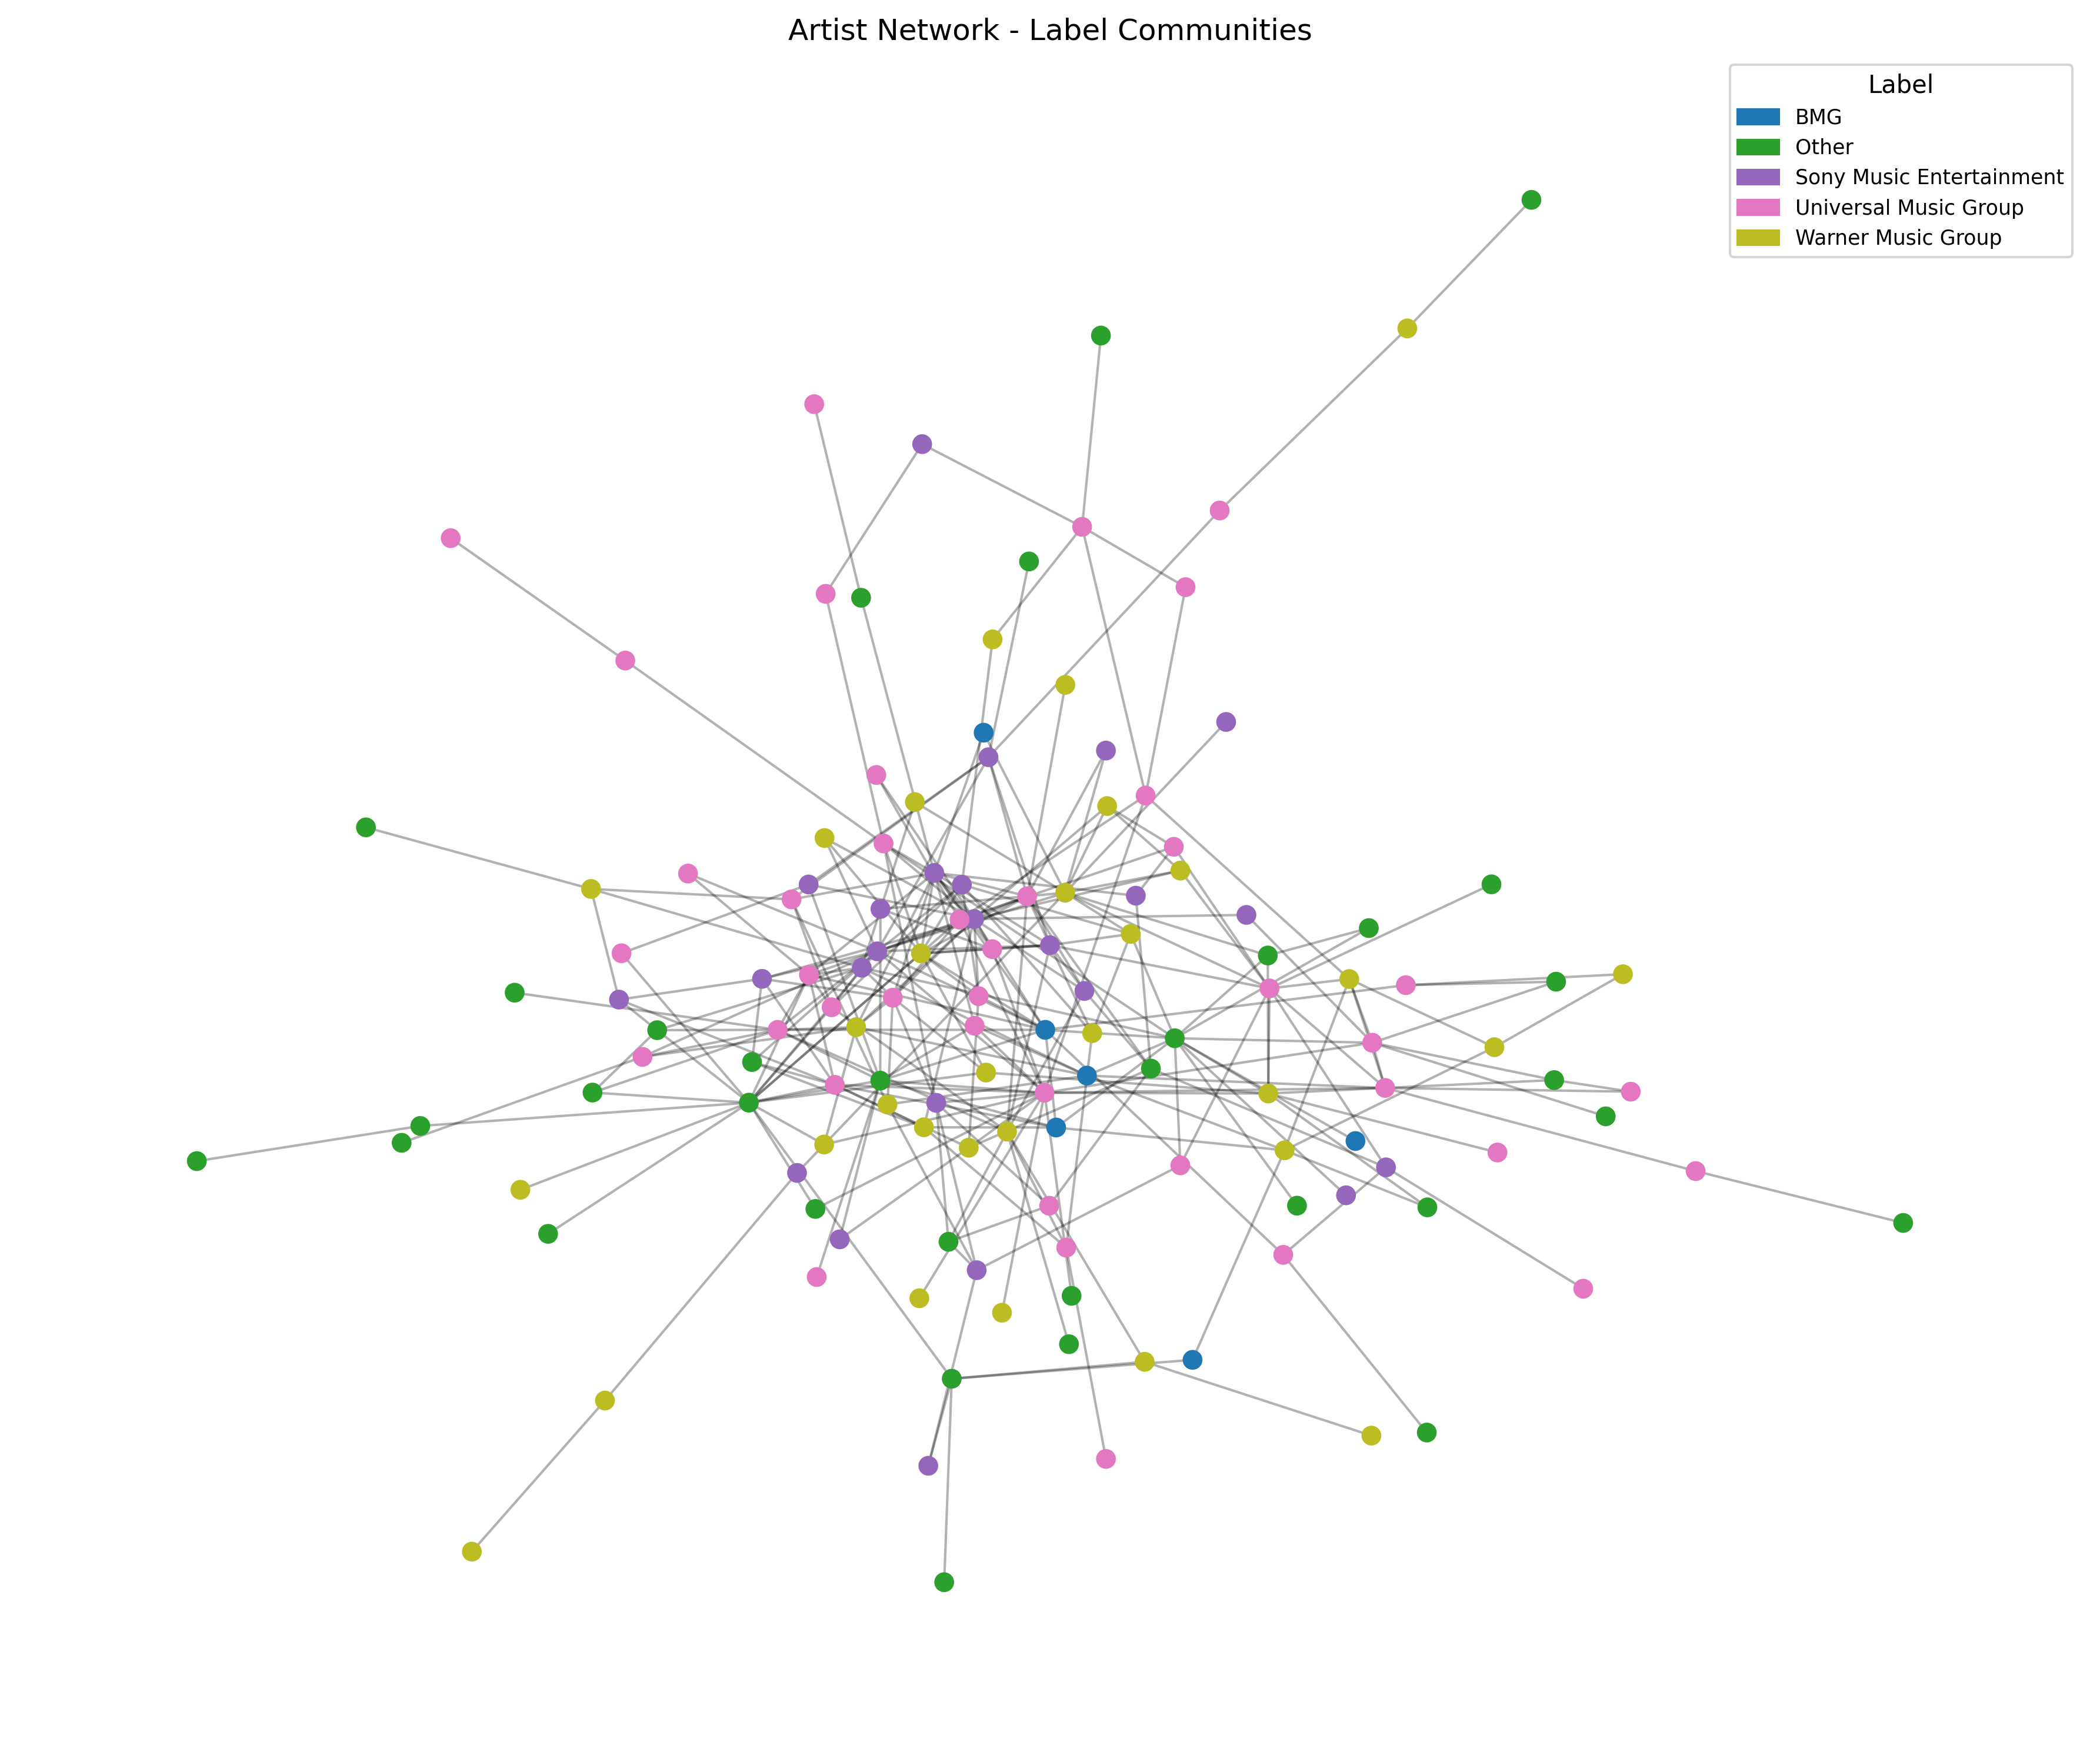 Artist Network - Label Communities
Label
BMG
Other
Sony Music Entertainment
Universal Music Group
Warner Music Group